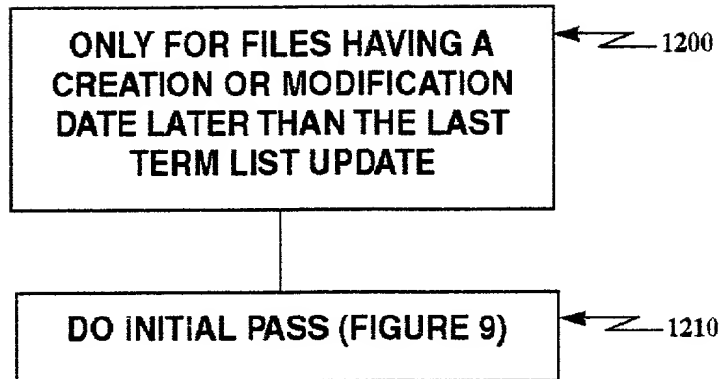 ONLY FOR FILES HAVING A
CREATION OR MODIFICATION
DATE LATER THAN THE LAST
TERM LIST UPDATE
1200
DO INITIAL PASS (FIGURE 9)
1210